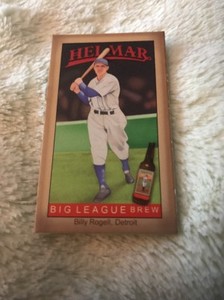 HELMAR
BIG LEAGUE BREW
Billy Rogell, Detroit